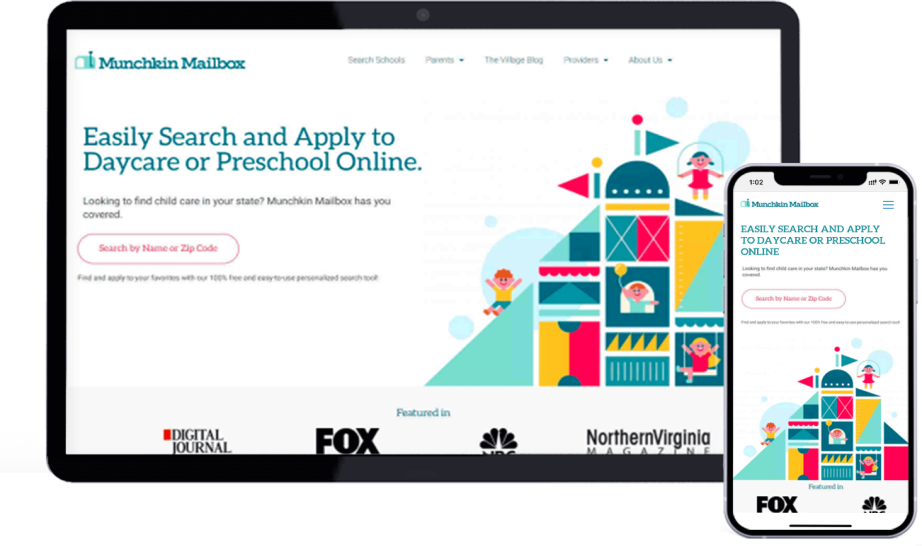 Munchkin Mailbox
Search Schools Parents The Village Blog Providers About Us
Easily Search and Apply to
Daycare or Preschool Online.
Looking to find child care in your state? Munchkin Mailbox has you
covered.
Search by Name or Zip Code
Find and apply to your favorites with our 100% free and easy-to-use personalized search tool!
Featured in
DIGITAL
JOURNAL
FOX
NBC
NorthernVirginia
MAGAZINE
1:02
Munchkin Mailbox
EASILY SEARCH AND APPLY
TO DAYCARE OR PRESCHOOL
ONLINE
Looking to find child care in your state? Munchkin Mailbox has you
covered.
Search by Name or Zip Code
Find and apply to your favorites with our 100% free and easy-to-use personalized search tool!
Featured in
FOX
NBC